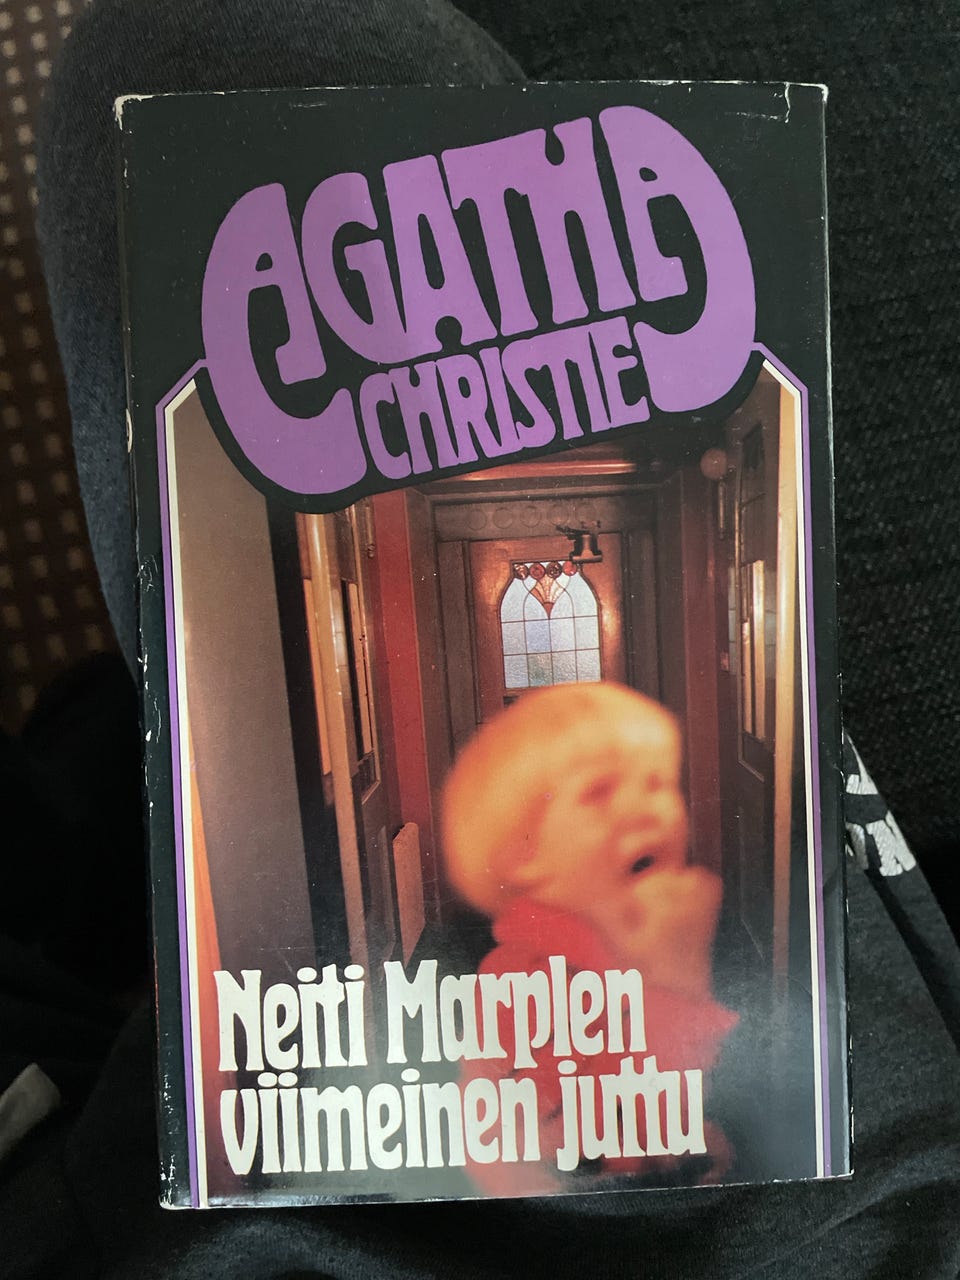 AGATHA
CHRISTIE
Neiti Marplen
viimeinen juttu